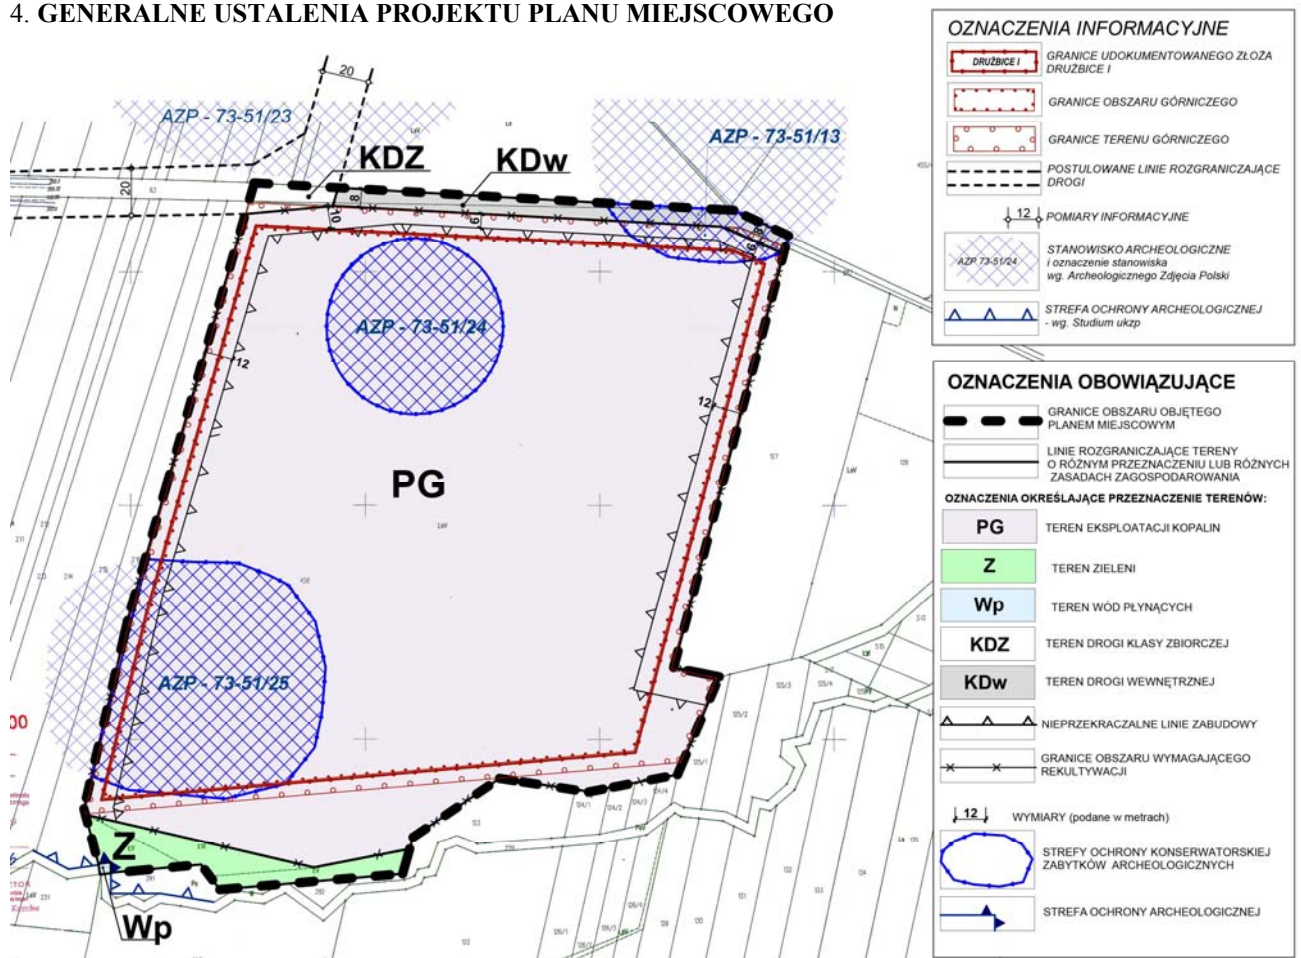 4. GENERALNE USTALENIA PROJEKTU PLANU MIEJSCOWEGO
20
AZP - 73-51/23
KDZ
KDw
AZP - 73-51/13
20
8
10
6
8
6
AZP - 73-51/24
12
12
PG
AZP - 73-51/25
Z
Wp
127
128
122
OZNACZENIA INFORMACYJNE
DRUŻBICE I
GRANICE UDOKUMENTOWANEGO ZŁOŻA
DRUŻBICE I
GRANICE OBSZARU GÓRNICZEGO
GRANICE TERENU GÓRNICZEGO
POSTULOWANE LINIE ROZGRANICZAJĄCE
DROGI
12
POMIARY INFORMACYJNE
AZP 73-51/24
STANOWISKO ARCHEOLOGICZNE
i oznaczenie stanowiska
wg. Archeologicznego Zdjęcia Polski
STREFA OCHRONY ARCHEOLOGICZNEJ
- wg. Studium ukzp
OZNACZENIA OBOWIĄZUJĄCE
GRANICE OBSZARU OBJĘTEGO
PLANEM MIEJSCOWYM
LINIE ROZGRANICZAJĄCE TERENY
O RÓŻNYM PRZEZNACZENIU LUB RÓŻNYCH
ZASADACH ZAGOSPODAROWANIA
OZNACZENIA OKREŚLAJĄCE PRZEZNACZENIE TERENÓW:
PG TEREN EKSPLOATACJI KOPALIN
Z TEREN ZIELENI
Wp TEREN WÓD PŁYNĄCYCH
KDZ TEREN DROGI KLASY ZBIORCZEJ
KDw TEREN DROGI WEWNĘTRZNEJ
NIEPRZEKRACZALNE LINIE ZABUDOWY
GRANICE OBSZARU WYMAGAJĄCEGO
REKULTYWACJI
12 WYMIARY (podane w metrach)
STREFY OCHRONY KONSERWATORSKIEJ
ZABYTKÓW ARCHEOLOGICZNYCH
STREFA OCHRONY ARCHEOLOGICZNEJ